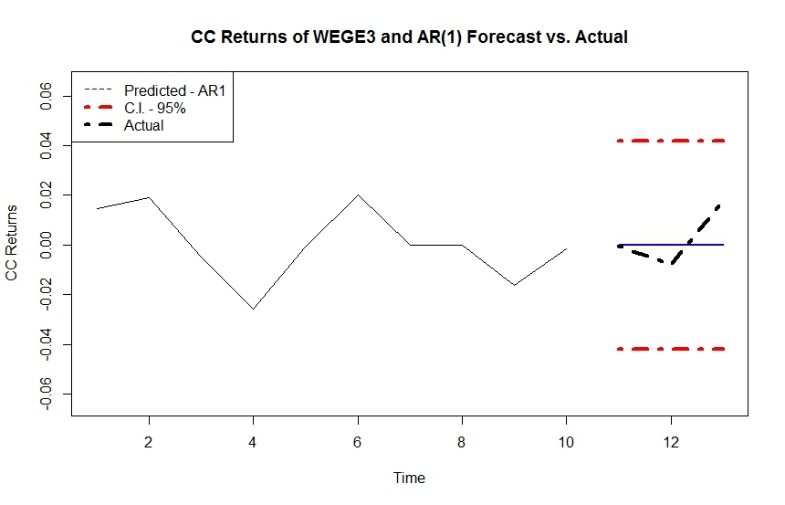 CC Returns of WEGE3 and AR(1) Forecast vs. Actual
Predicted - AR1
C.I. - 95%
Actual
CC Returns
0.06
0.04
0.02
0.00
-0.02
-0.04
-0.06
2 4 6 8 10 12
Time